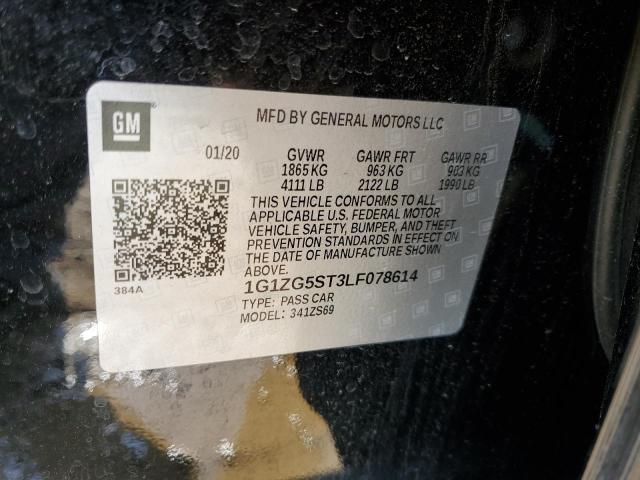 GM
MFD BY GENERAL MOTORS LLC
01/20 GVWR GAWR FRT GAWR RR
1865 KG 963 KG 903 KG
4111 LB 2122 LB 1990 LB
THIS VEHICLE CONFORMS TO ALL
APPLICABLE U.S. FEDERAL MOTOR
VEHICLE SAFETY, BUMPER, AND THEFT
PREVENTION STANDARDS IN EFFECT ON
THE DATE OF MANUFACTURE SHOWN
ABOVE.
384A
1G1ZG5ST3LF078614
TYPE: PASS CAR
MODEL: 341ZS69